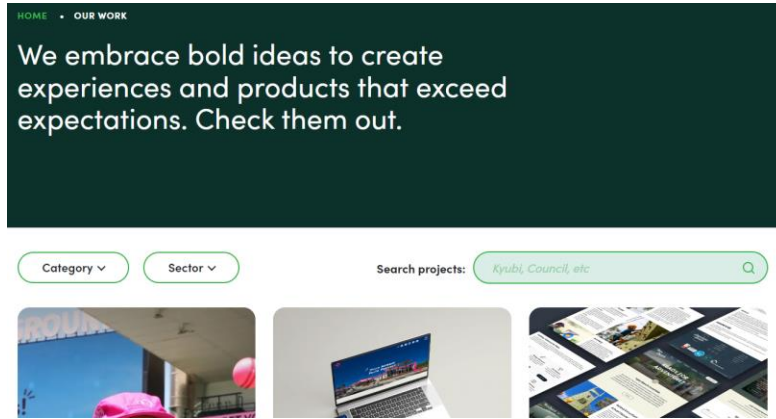 HOME • OUR WORK
We embrace bold ideas to create
experiences and products that exceed
expectations. Check them out.
Category
Sector
Search projects:
Kyubi, Council, etc